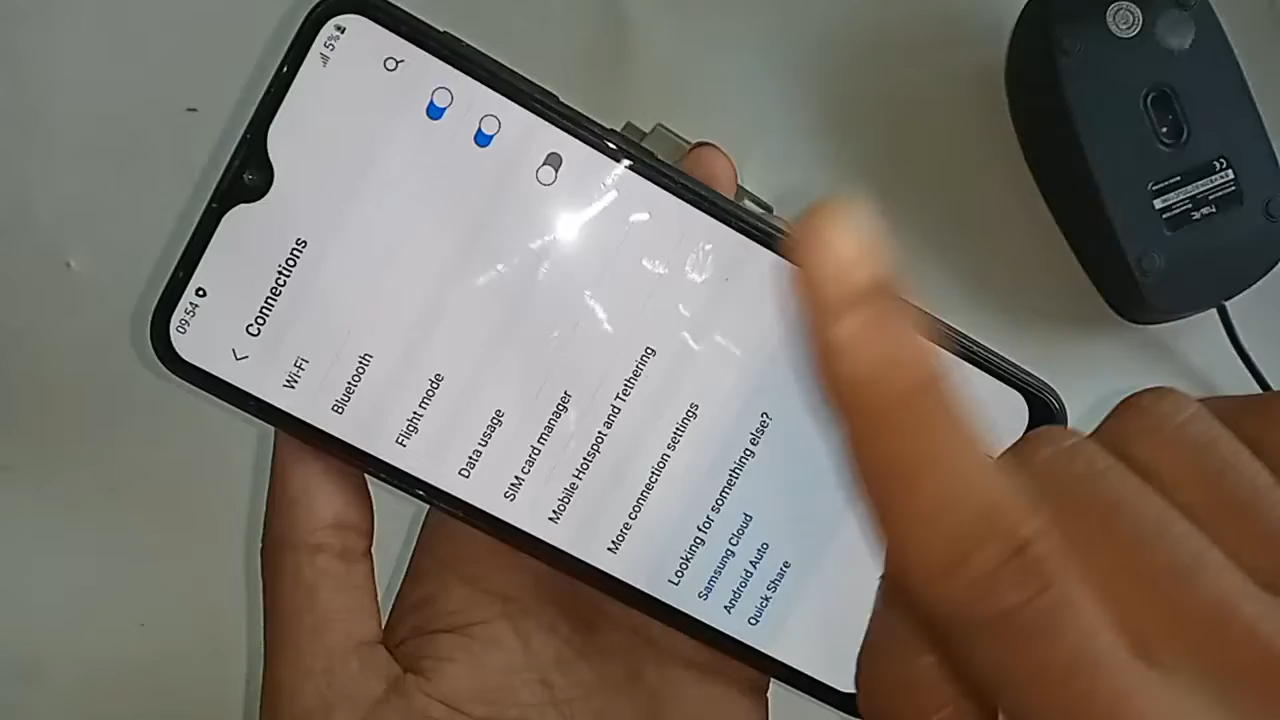 09:54
5%
Connections
Wi-Fi
Bluetooth
Flight mode
Data usage
SIM card manager
Mobile Hotspot and Tethering
More connection settings
Looking for something else?
Samsung Cloud
Android Auto
Quick Share